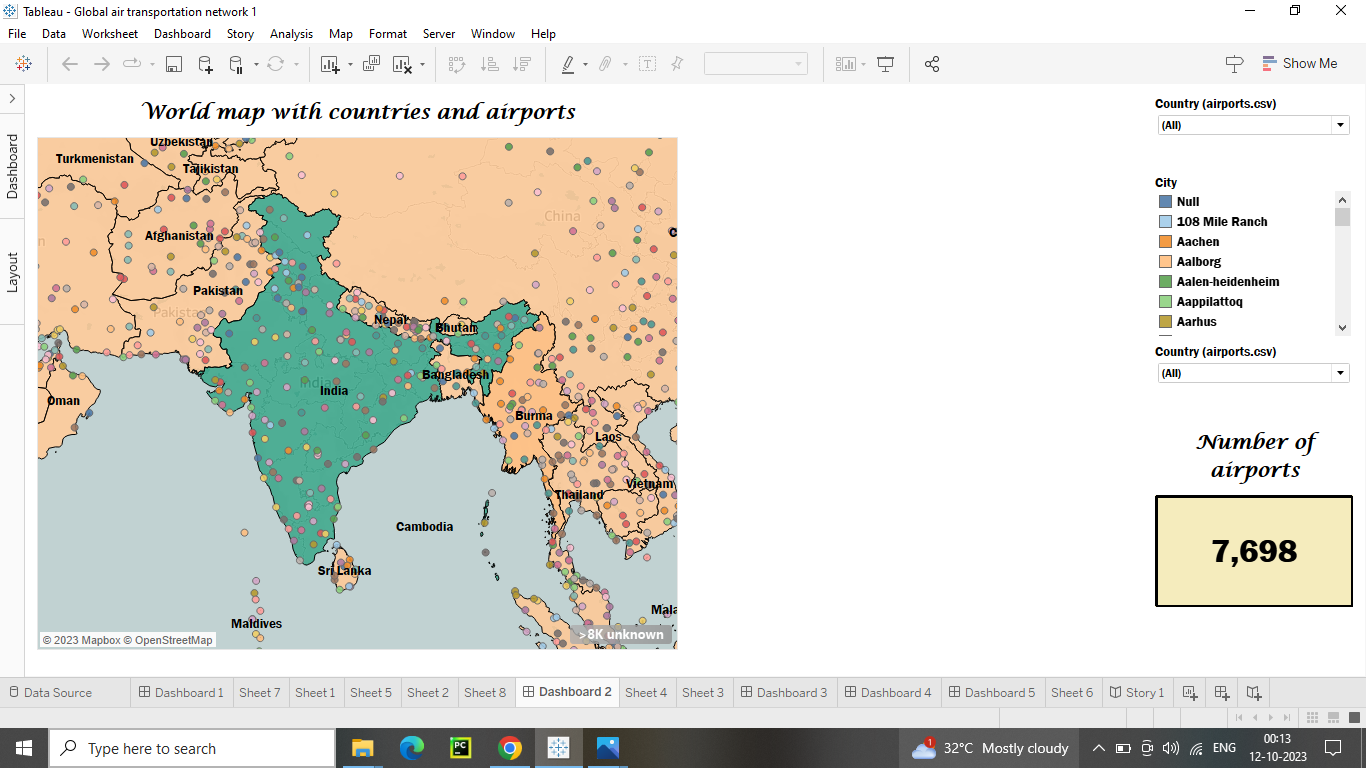 Tableau - Global air transportation network 1
File Data Worksheet Dashboard Story Analysis Map Format Server Window Help
Show Me
Dashboard
Layout
World map with countries and airports
Uzbekistan
Turkmenistan
Tajikistan
China
Afghanistan
Pakistan
Nepal
Bhutan
Bangladesh
India
India
Oman
Burma
Laos
Vietnam
Thailand
Cambodia
Sri Lanka
Maldives
Mala
© 2023 Mapbox © OpenStreetMap
>8K unknown
Country (airports.csv)
(All)
City
Null
108 Mile Ranch
Aachen
Aalborg
Aalen-heidenheim
Aappilattoq
Aarhus
Country (airports.csv)
(All)
Number of
airports
7,698
Data Source Dashboard 1 Sheet 7 Sheet 1 Sheet 5 Sheet 2 Sheet 8 Dashboard 2 Sheet 4 Sheet 3 Dashboard 3 Dashboard 4 Dashboard 5 Sheet 6 Story 1
Type here to search
PC
1
32°C Mostly cloudy
ENG
00:13
12-10-2023